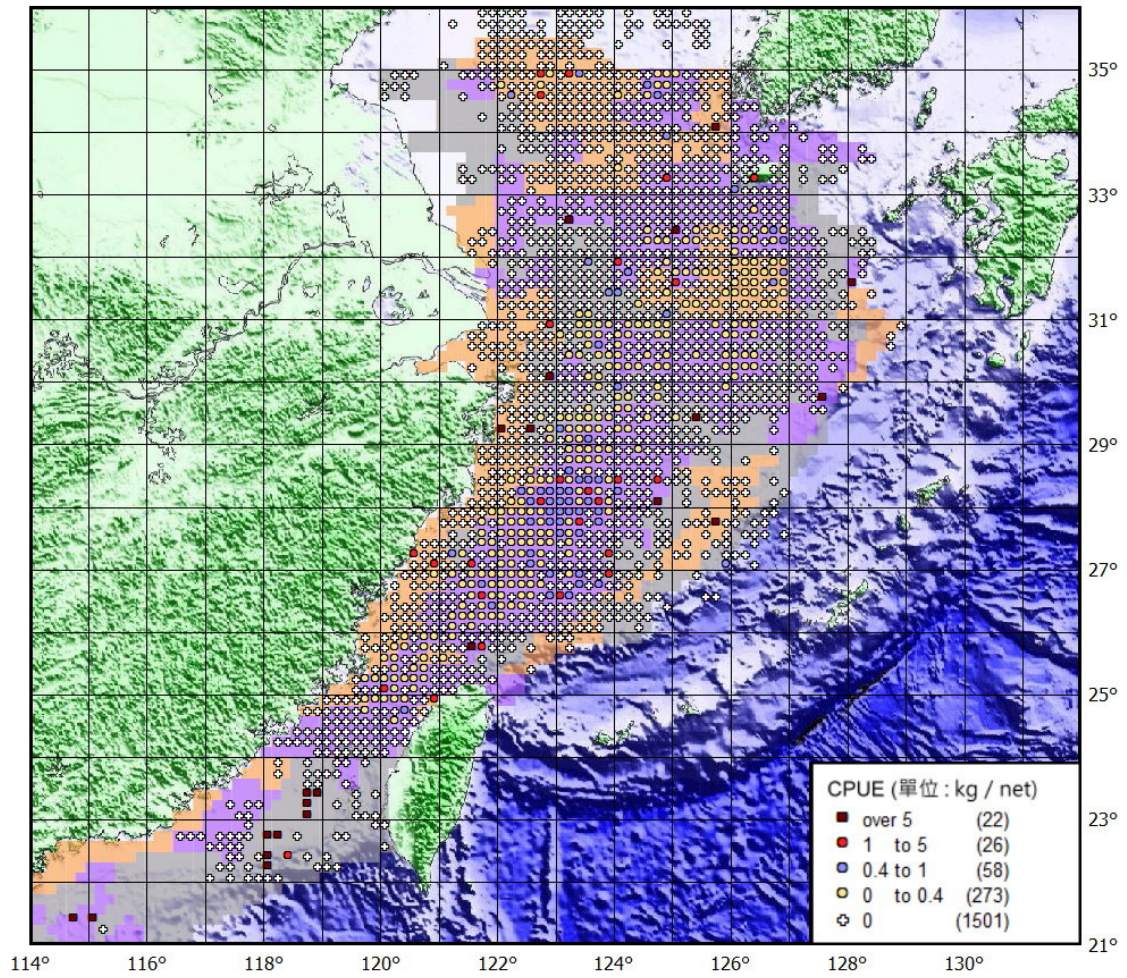 35°
33°
31°
29°
27°
25°
23°
21°
CPUE (單位 : kg / net)
over 5 (22)
1 to 5 (26)
0.4 to 1 (58)
0 to 0.4 (273)
0 (1501)
114° 116° 118° 120° 122° 124° 126° 128° 130°